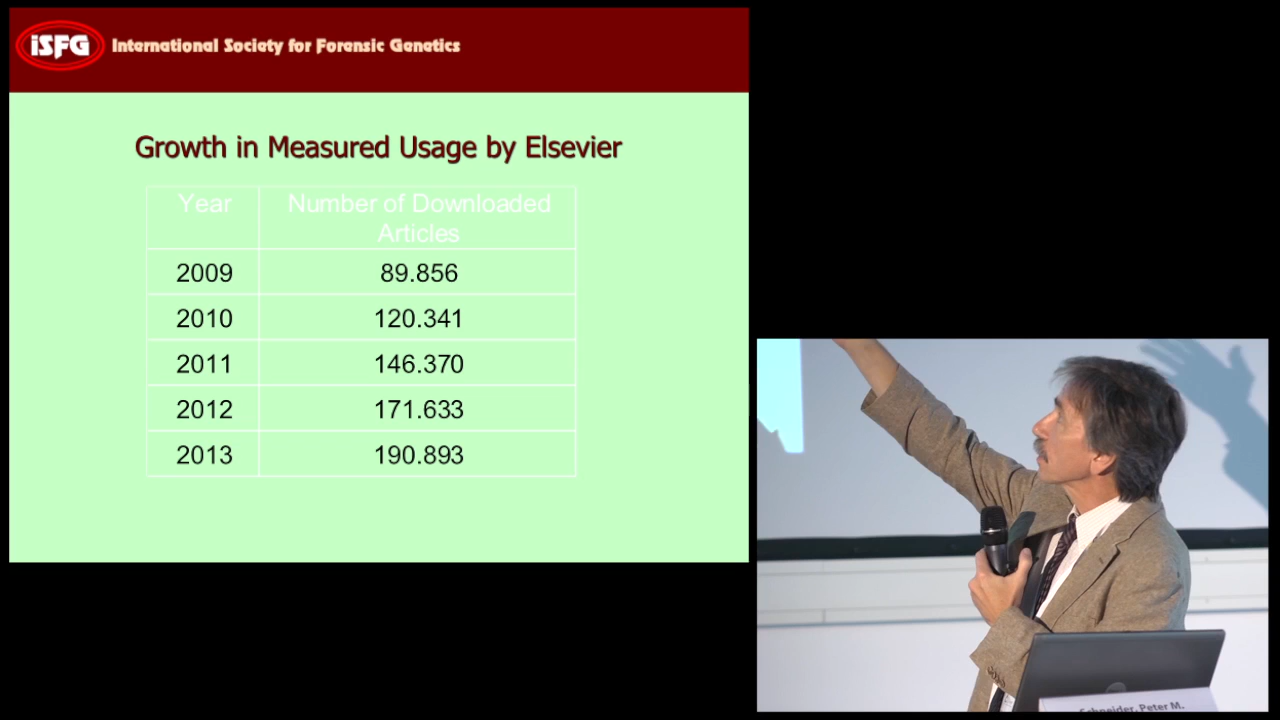 iSFG International Society for Forensic Genetics
Growth in Measured Usage by Elsevier
Year Number of Downloaded
Articles
2009 89.856
2010 120.341
2011 146.370
2012 171.633
2013 190.893
Schneider, Peter M.